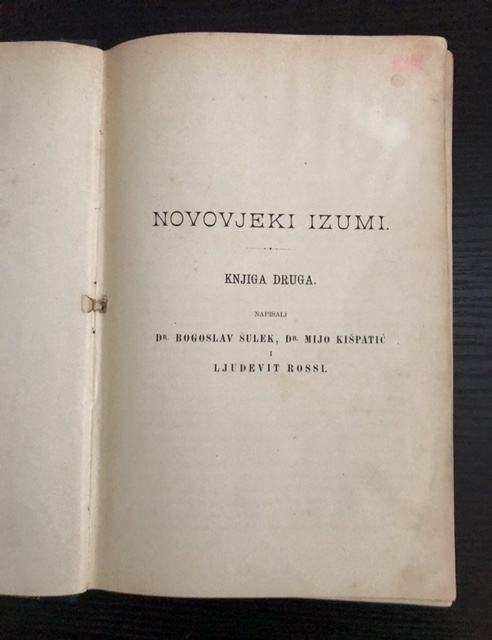 NOVOVJEKI IZUMI.
KNJIGA DRUGA.
NAPISALI
DR. BOGOSLAV ŠULEK, DR. MIJO KIŠPATIĆ
I
LJUDEVIT ROSSI.